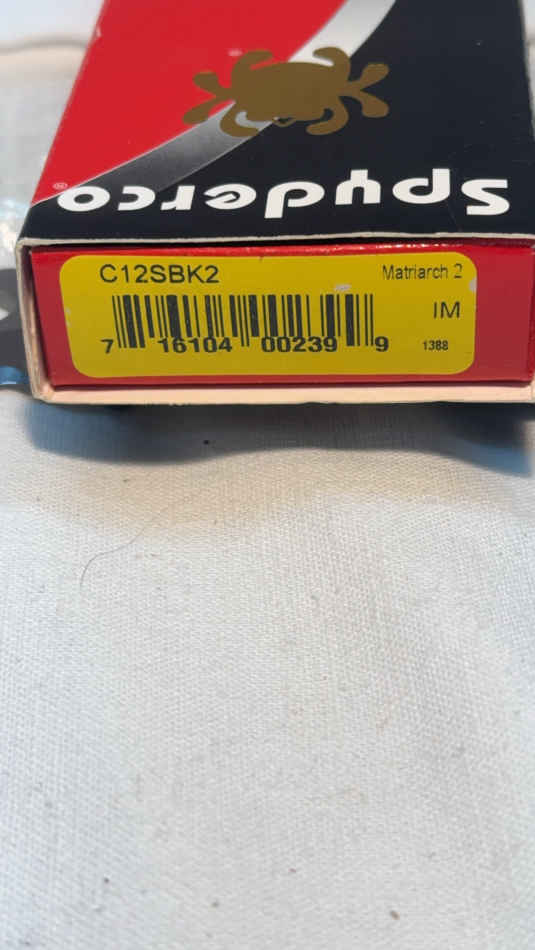 Spyderco®
C12SBK2
Matriarch 2
IM
7 16104 00239 9
1388